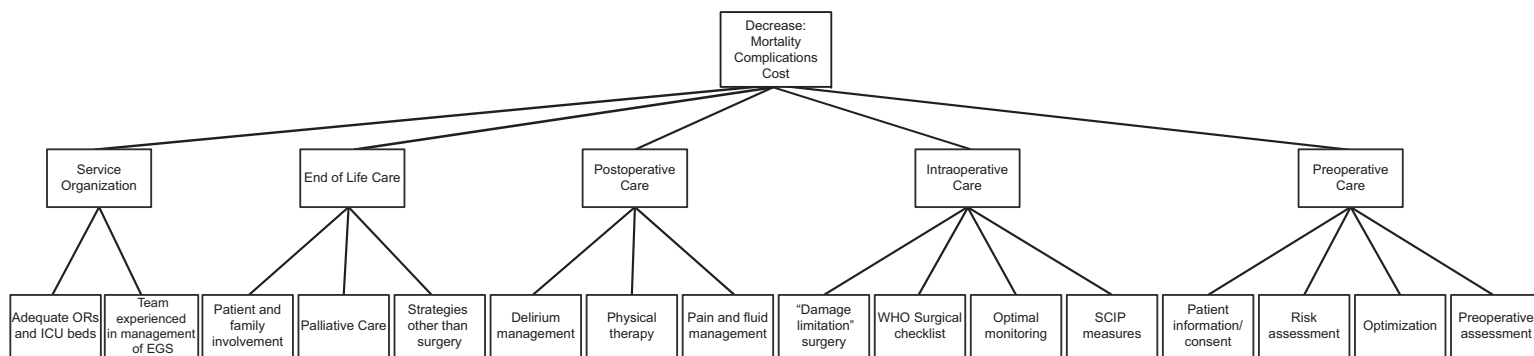 Decrease:
Mortality
Complications
Cost
Service
Organization
End of Life Care
Postoperative
Care
Intraoperative
Care
Preoperative
Care
Adequate ORs
and ICU beds
Team
experienced
in management
of EGS
Patient and
family
involvement
Palliative Care
Strategies
other than
surgery
Delirium
management
Physical
therapy
Pain and fluid
management
“Damage
limitation”
surgery
WHO Surgical
checklist
Optimal
monitoring
SCIP
measures
Patient
information/
consent
Risk
assessment
Optimization
Preoperative
assessment